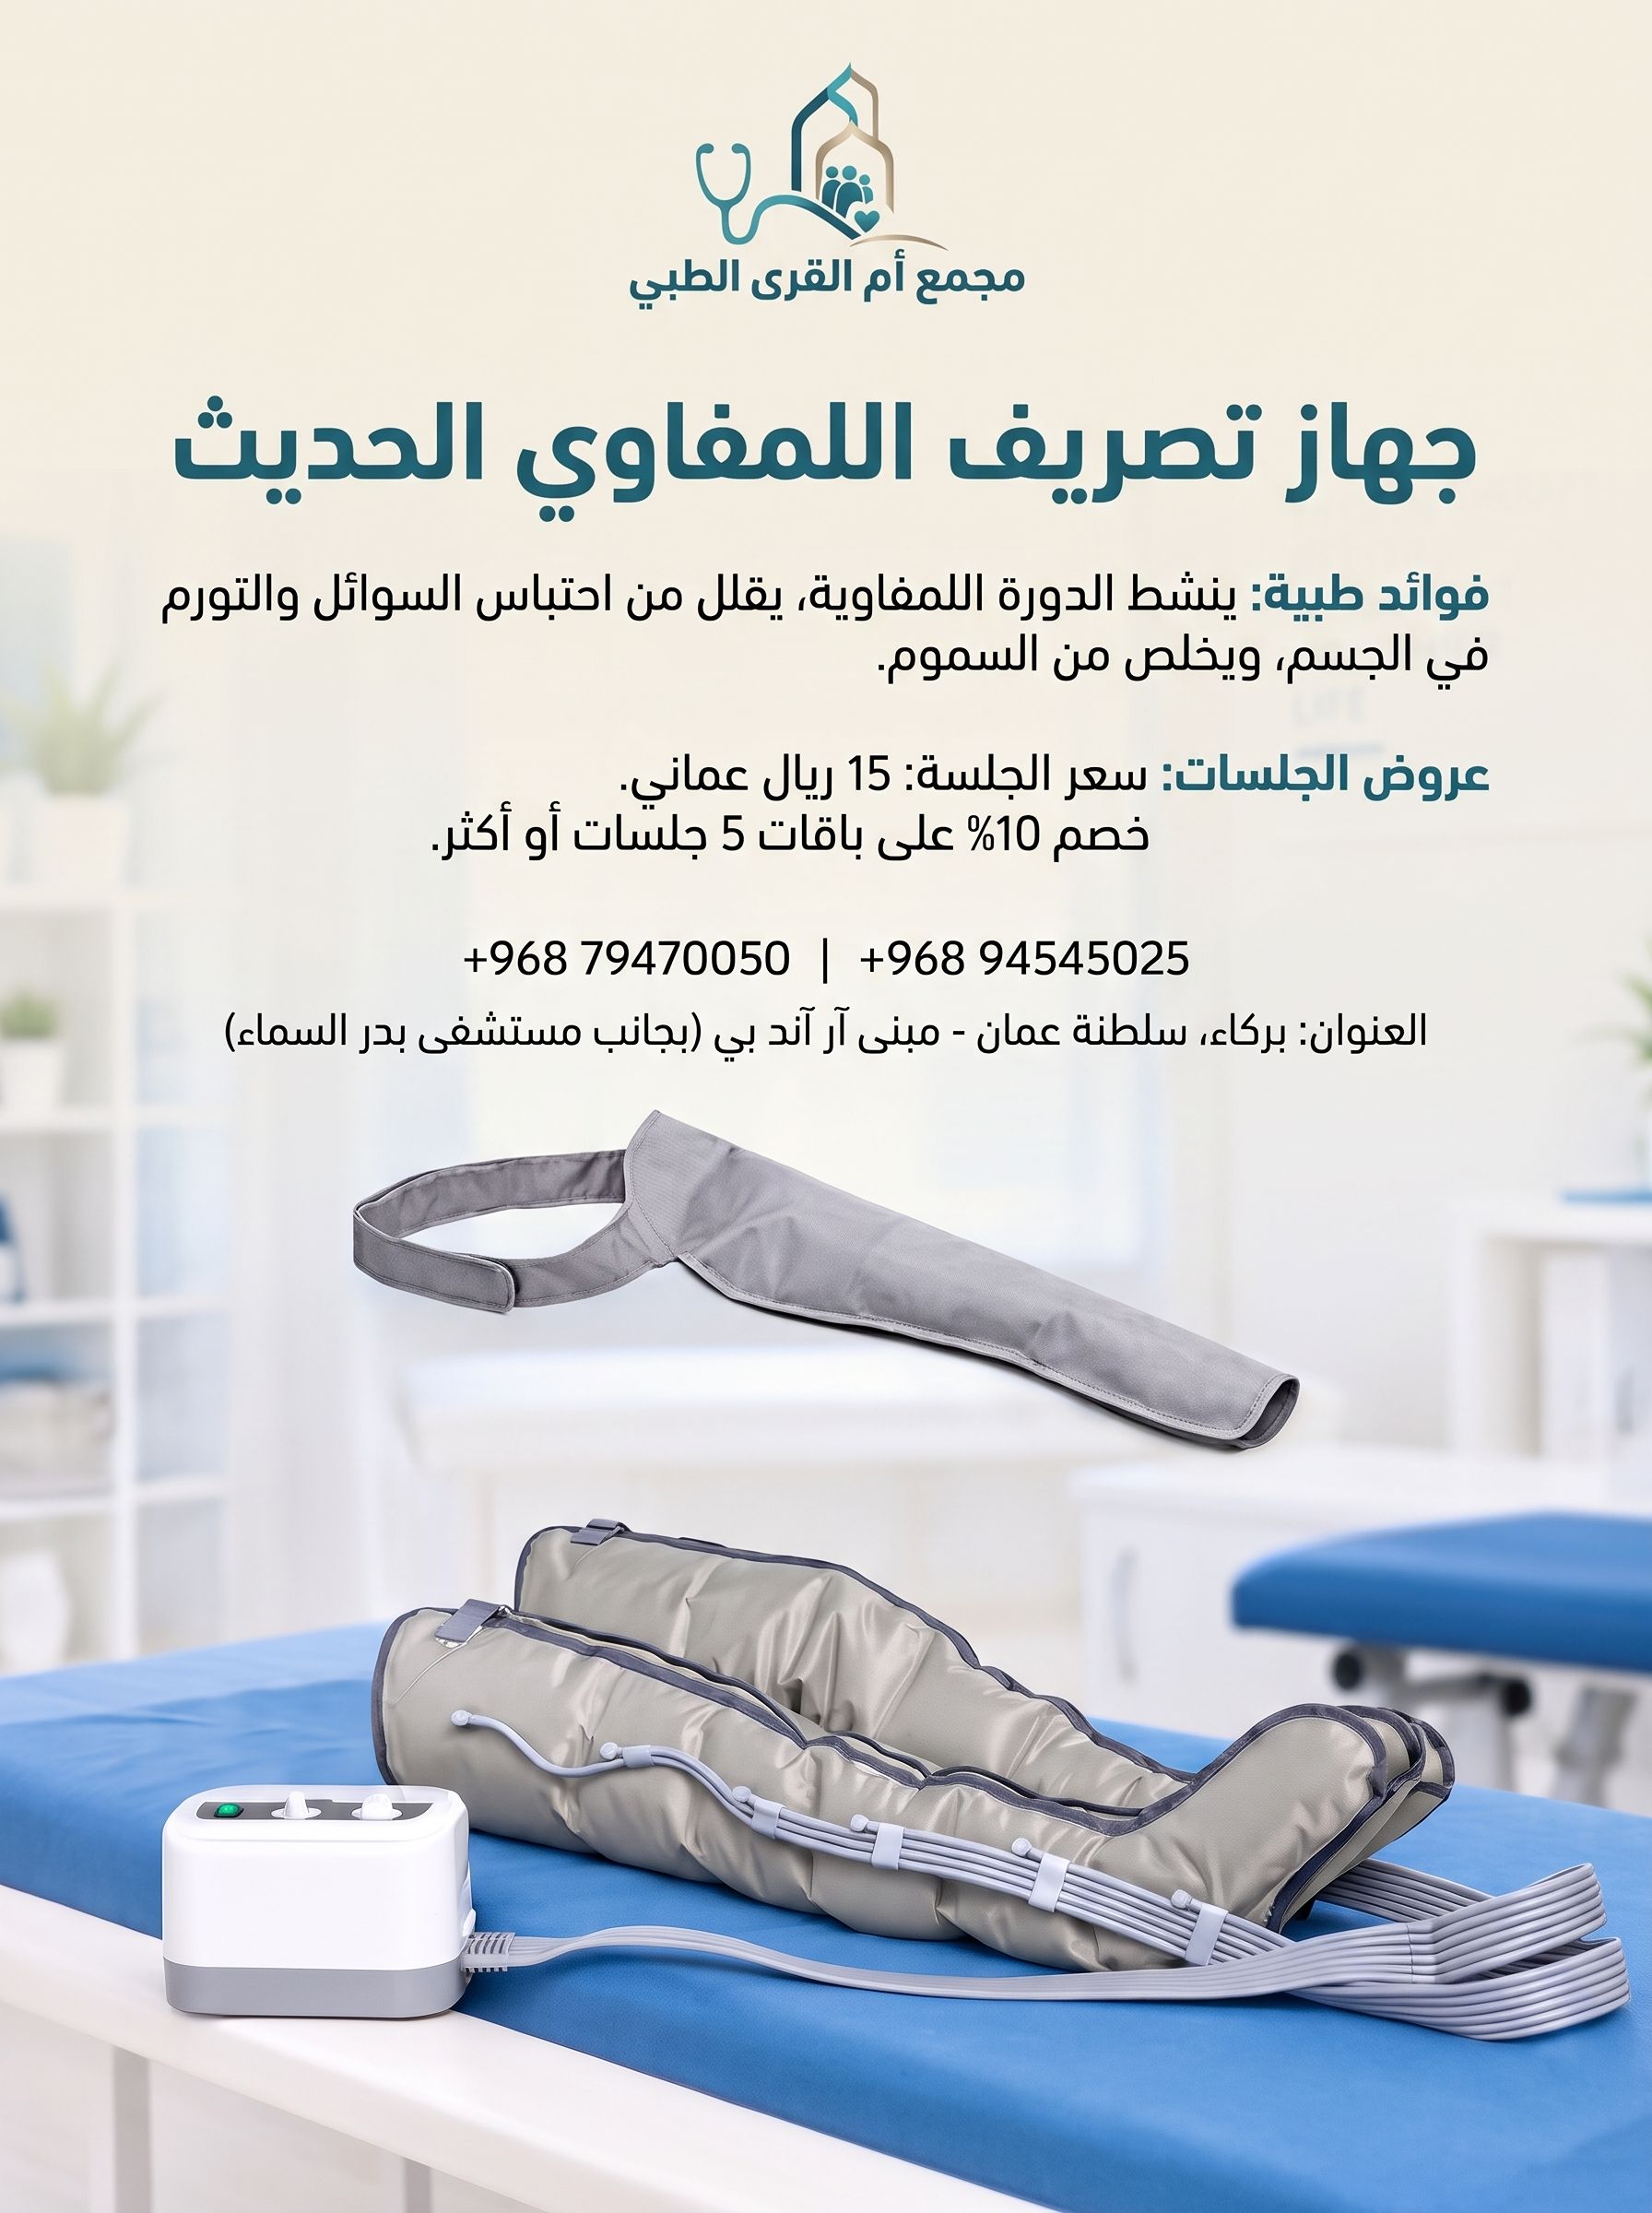 مجمع أم القرى الطبي
جهاز تصريف اللمفاوي الحديث
فوائد طبية: ينشط الدورة اللمفاوية، يقلل من احتباس السوائل والتورم
في الجسم، ويخلص من السموم.
LIFE
عروض الجلسات: سعر الجلسة: 15 ريال عماني.
خصم 10% على باقات 5 جلسات أو أكثر.
+968 79470050 | +968 94545025
العنوان: بركاء، سلطنة عمان - مبنى آر آند بي (بجانب مستشفى بدر السماء)